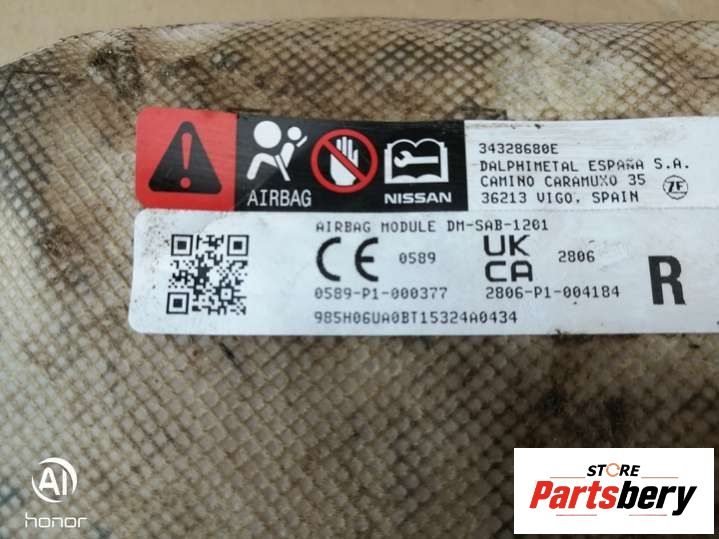 AIRBAG
NISSAN
34328680E
DALPHIMETAL ESPAÑA S.A.
CAMINO CARAMUXO 35
36213 VIGO, SPAIN
ZF
AIRBAG MODULE DM-SAB-1201
CE 0589
UK
CA 2806
0589-P1-000377
2806-P1-004184
R
985H06UA0BT15324A0434
AI
honor
STORE
Partsbery